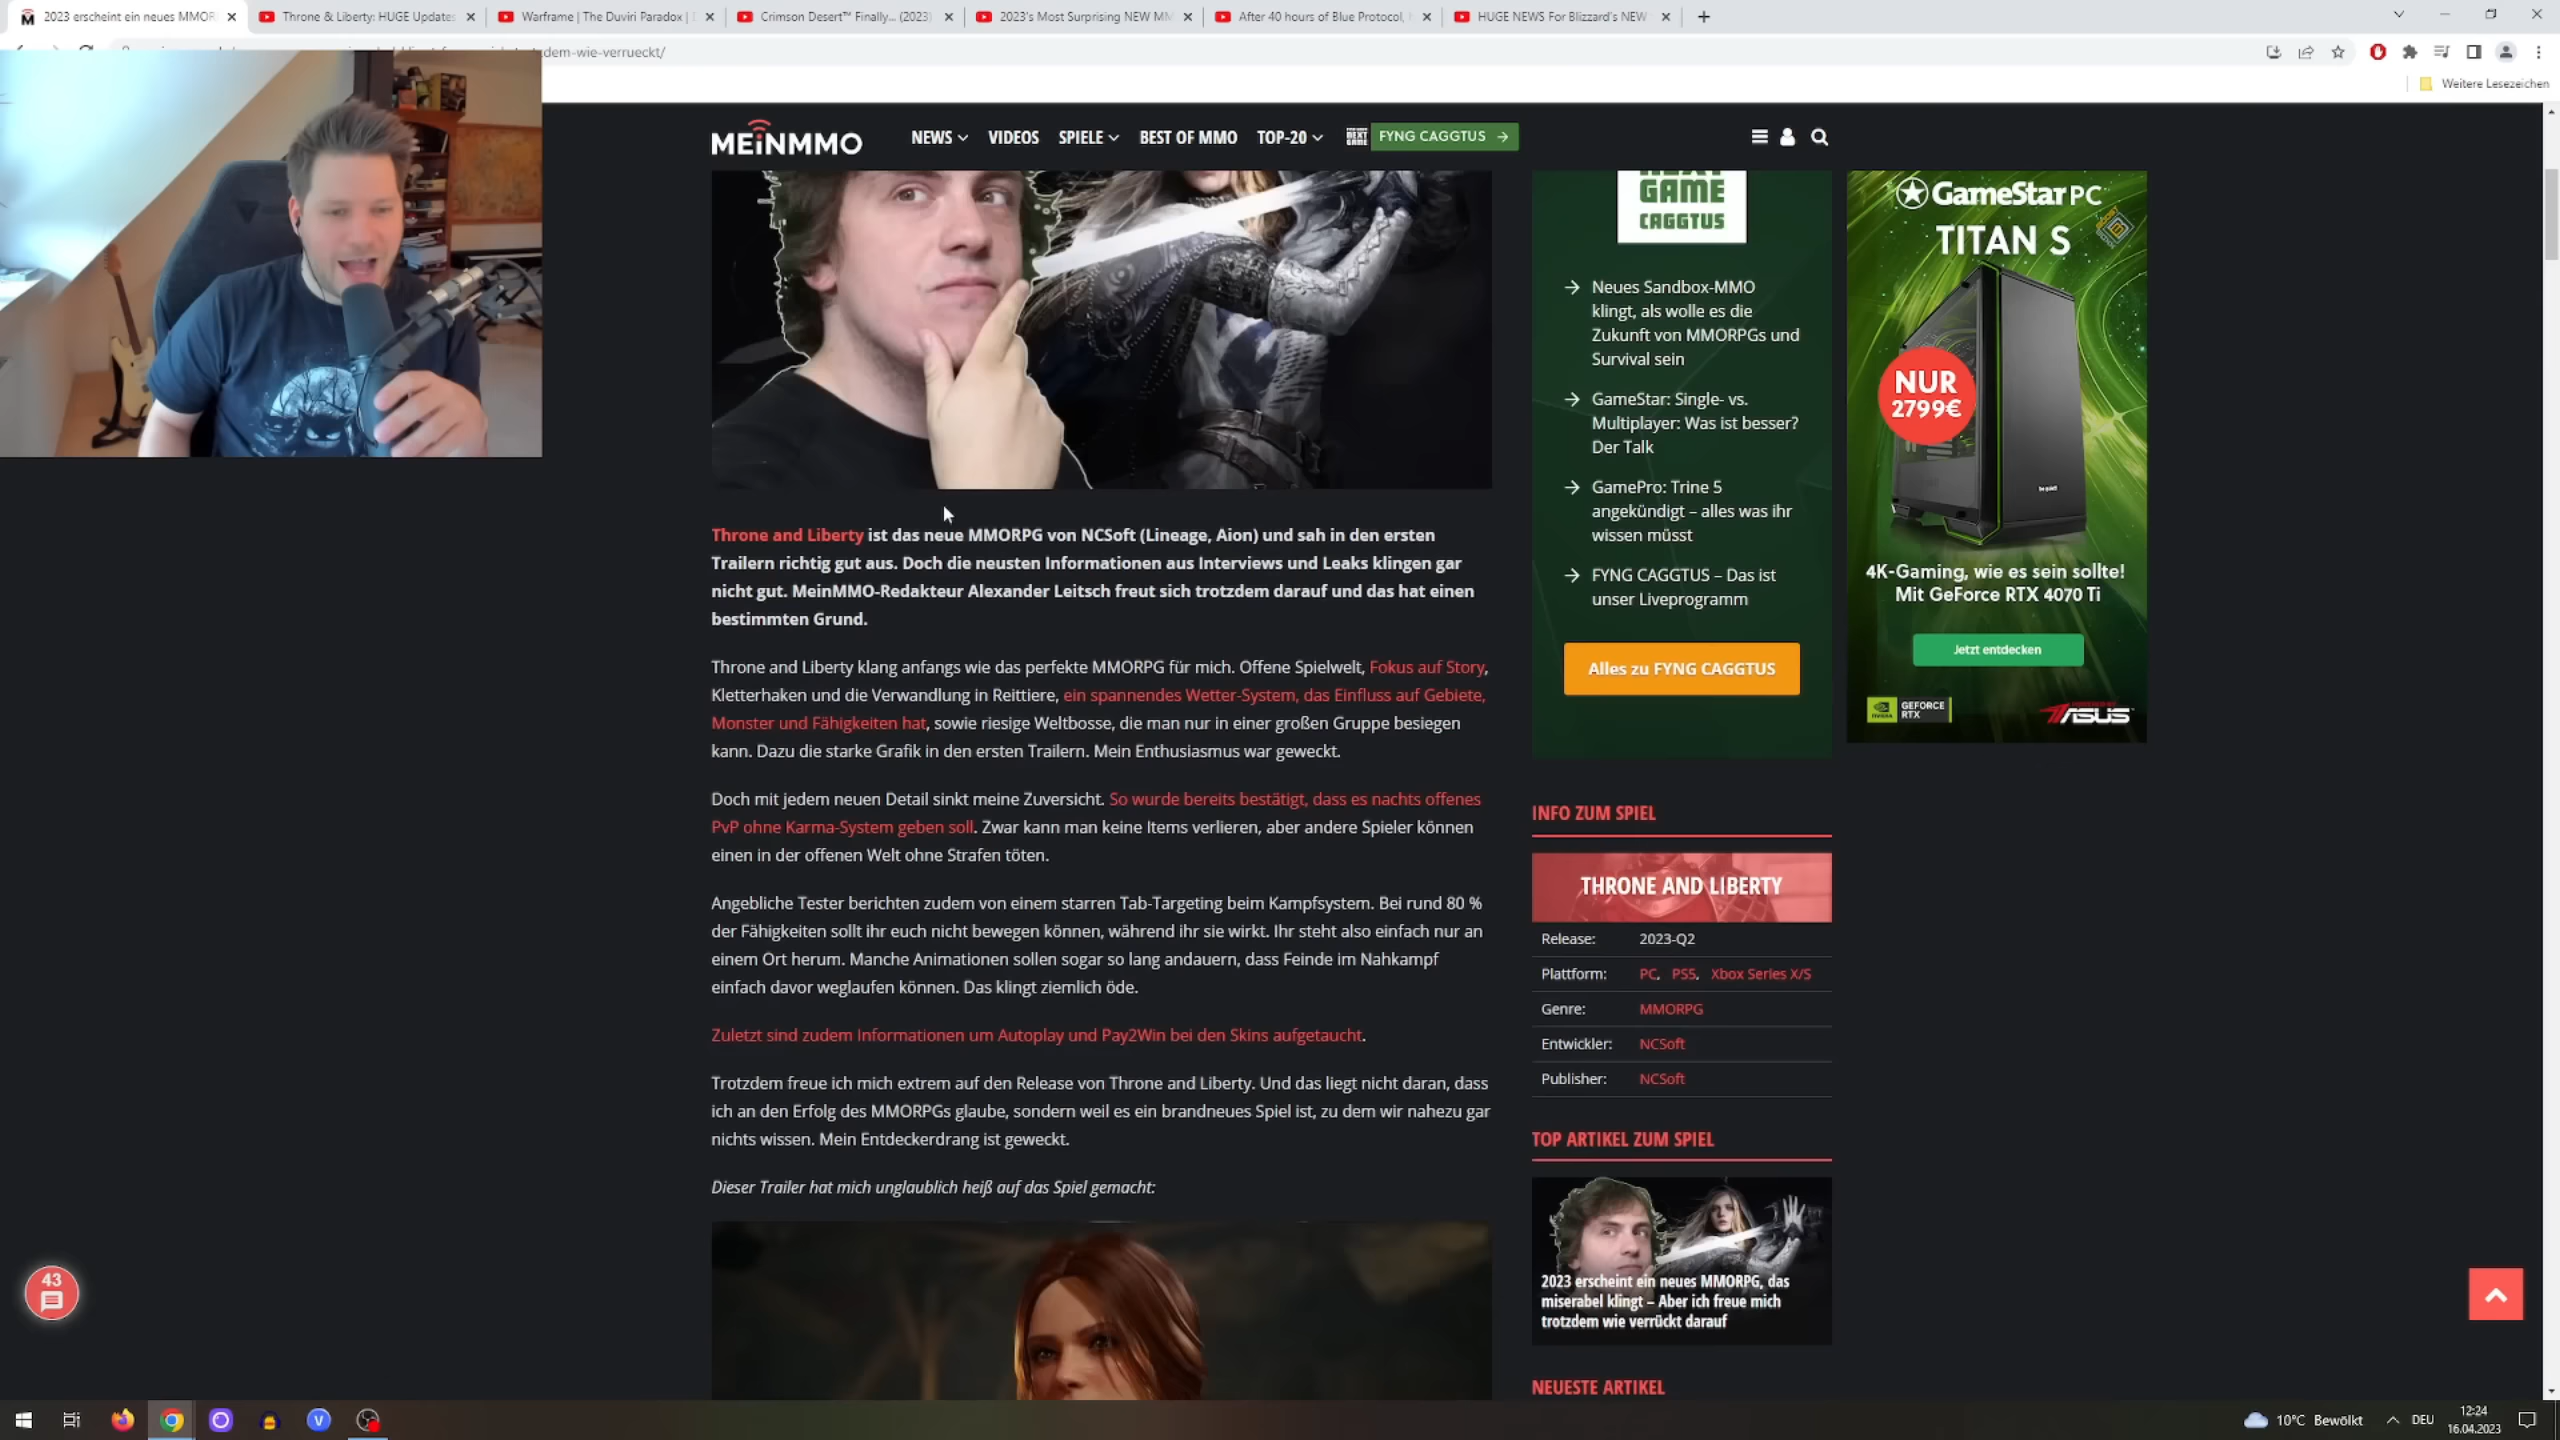 2023 erscheint ein neues MMOR
Throne & Liberty: HUGE Updates
Warframe | The Duviri Paradox |
Crimson Desert™ Finally... (2023)
2023's Most Surprising NEW MM
After 40 hours of Blue Protocol,
HUGE NEWS For Blizzard's NEW
dem-wie-verrueckt/
Weitere Lesezeichen
MEiNMMO
NEWS
VIDEOS
SPIELE
BEST OF MMO
TOP-20
FYNG CAGGTUS →
Throne and Liberty ist das neue MMORPG von NCSoft (Lineage, Aion) und sah in den ersten
Trailern richtig gut aus. Doch die neusten Informationen aus Interviews und Leaks klingen gar
nicht gut. MeinMMO-Redakteur Alexander Leitsch freut sich trotzdem darauf und das hat einen
bestimmten Grund.
Throne and Liberty klang anfangs wie das perfekte MMORPG für mich. Offene Spielwelt, Fokus auf Story,
Kletterhaken und die Verwandlung in Reittiere, ein spannendes Wetter-System, das Einfluss auf Gebiete,
Monster und Fähigkeiten hat, sowie riesige Weltbosse, die man nur in einer großen Gruppe besiegen
kann. Dazu die starke Grafik in den ersten Trailern. Mein Enthusiasmus war geweckt.
Doch mit jedem neuen Detail sinkt meine Zuversicht. So wurde bereits bestätigt, dass es nachts offenes
PvP ohne Karma-System geben soll. Zwar kann man keine Items verlieren, aber andere Spieler können
einen in der offenen Welt ohne Strafen töten.
Angebliche Tester berichten zudem von einem starren Tab-Targeting beim Kampfsystem. Bei rund 80 %
der Fähigkeiten sollt ihr euch nicht bewegen können, während ihr sie wirkt. Ihr steht also einfach nur an
einem Ort herum. Manche Animationen sollen sogar so lang andauern, dass Feinde im Nahkampf
einfach davor weglaufen können. Das klingt ziemlich öde.
Zuletzt sind zudem Informationen um Autoplay und Pay2Win bei den Skins aufgetaucht.
Trotzdem freue ich mich extrem auf den Release von Throne and Liberty. Und das liegt nicht daran, dass
ich an den Erfolg des MMORPGs glaube, sondern weil es ein brandneues Spiel ist, zu dem wir nahezu gar
nichts wissen. Mein Entdeckerdrang ist geweckt.
Dieser Trailer hat mich unglaublich heiß auf das Spiel gemacht:
NEXT
GAME
CAGGTUS
→ Neues Sandbox-MMO
klingt, als wolle es die
Zukunft von MMORPGs und
Survival sein
→ GameStar: Single- vs.
Multiplayer: Was ist besser?
Der Talk
→ GamePro: Trine 5
angekündigt – alles was ihr
wissen müsst
→ FYNG CAGGTUS – Das ist
unser Liveprogramm
Alles zu FYNG CAGGTUS
GameStar PC
TITAN S
NUR
2799€
be quiet!
4K-Gaming, wie es sein sollte!
Mit GeForce RTX 4070 Ti
Jetzt entdecken
NVIDIA
GEFORCE
RTX
POWERED BY
ASUS
INFO ZUM SPIEL
THRONE AND LIBERTY
Release: 2023-Q2
Plattform: PC, PS5, Xbox Series X/S
Genre: MMORPG
Entwickler: NCSoft
Publisher: NCSoft
TOP ARTIKEL ZUM SPIEL
2023 erscheint ein neues MMORPG, das
miserabel klingt – Aber ich freue mich
trotzdem wie verrückt darauf
NEUESTE ARTIKEL
43
10°C Bewölkt
DEU
12:24
16.04.2023